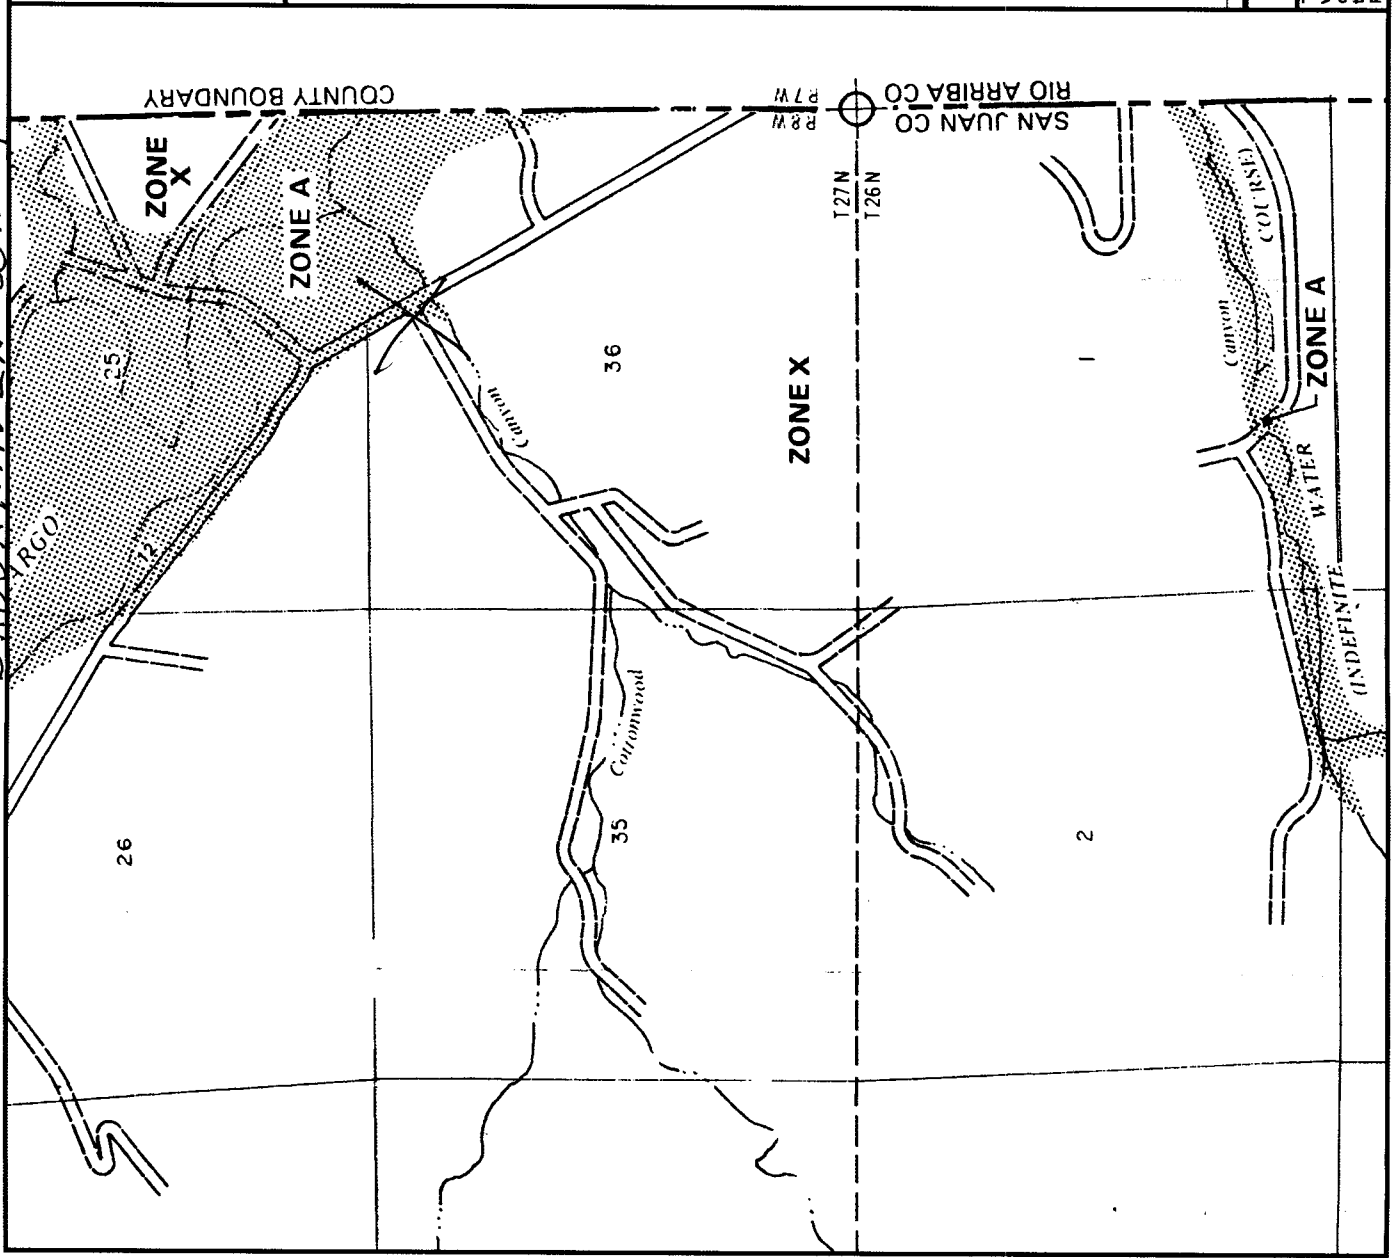 COUNTY BOUNDARY
RIO ARRIBA CO
SAN JUAN CO
R7W
R8W
T27N
T26N
ZONE
X
ZONE A
25
12
ARGO
36
Canyon
ZONE X
1
Canyon
COURSE)
ZONE A
WATER
(INDEFINITE
26
35
Cottonwood
2